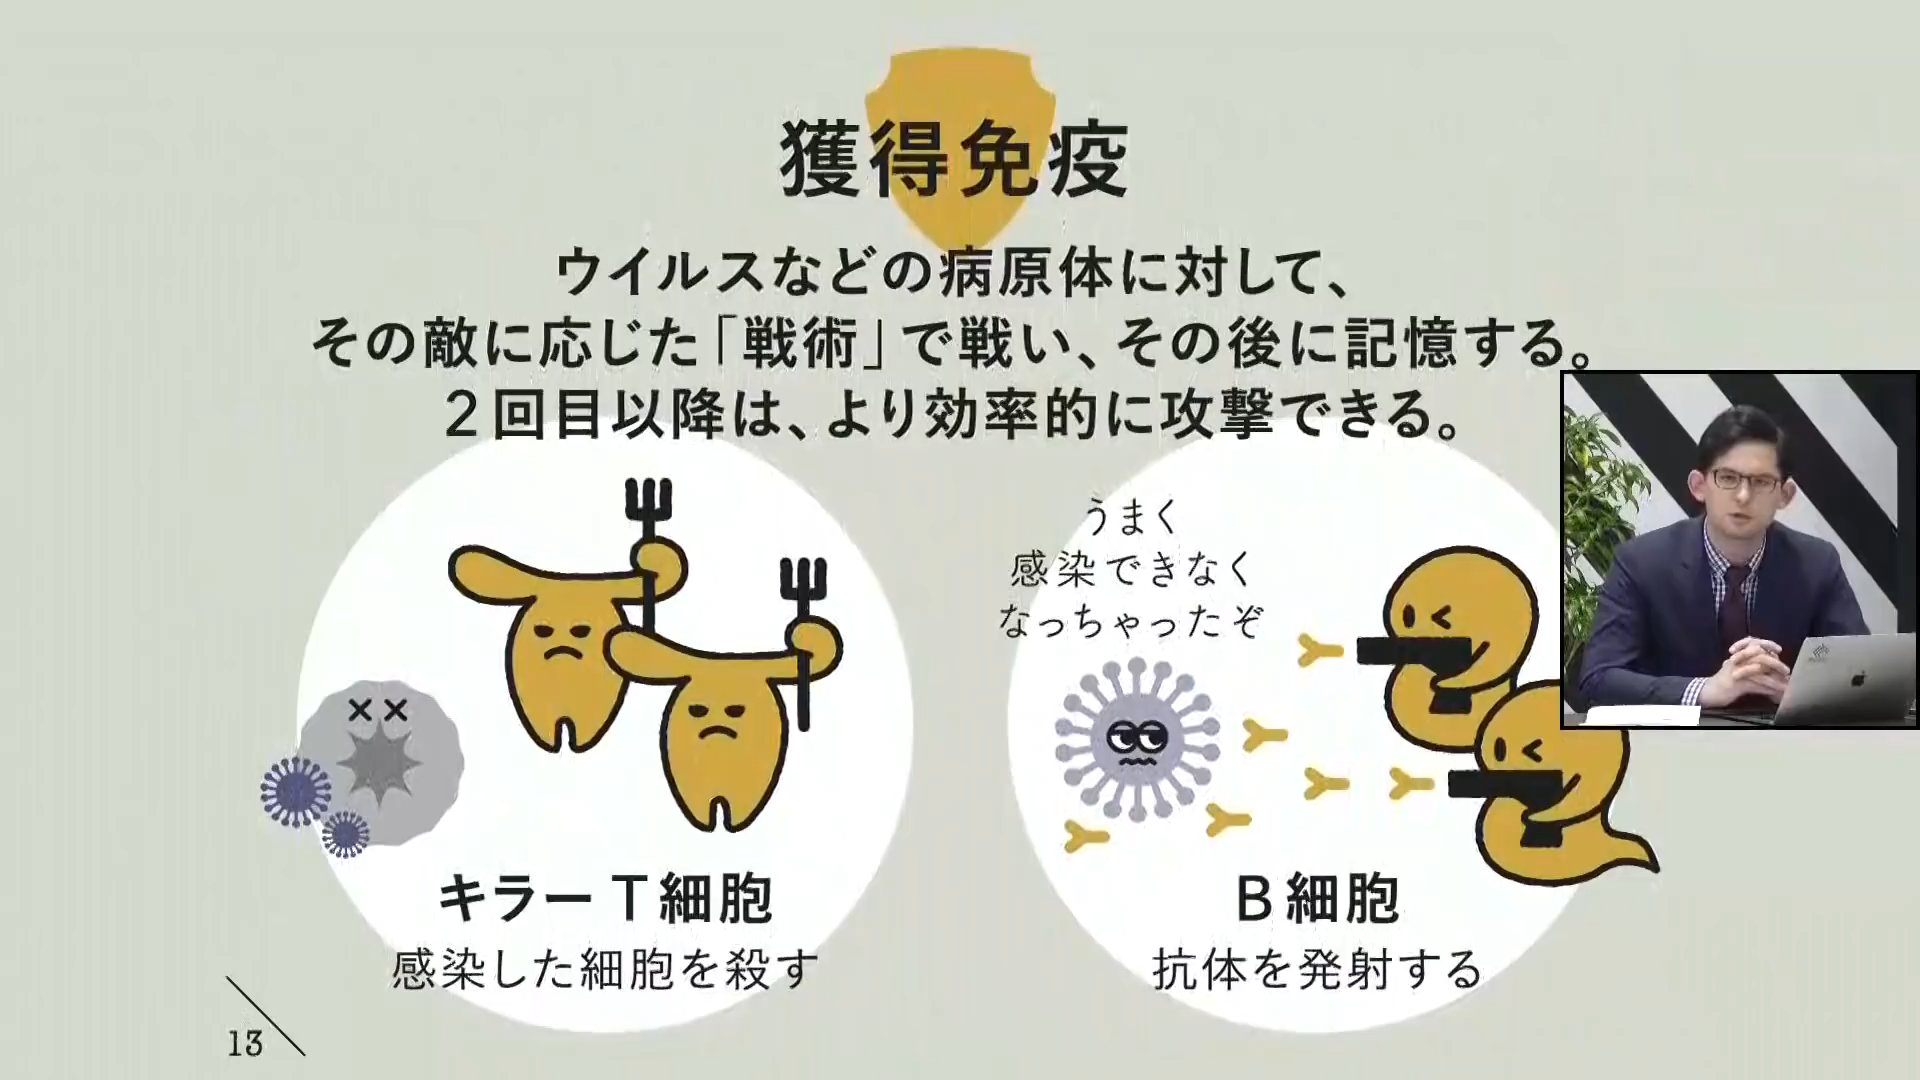 獲得免疫
ウイルスなどの病原体に対して、
その敵に応じた「戦術」で戦い、その後に記憶する。
２回目以降は、より効率的に攻撃できる。
うまく
感染できなく
なっちゃったぞ
キラーT細胞
感染した細胞を殺す
B細胞
抗体を発射する
13